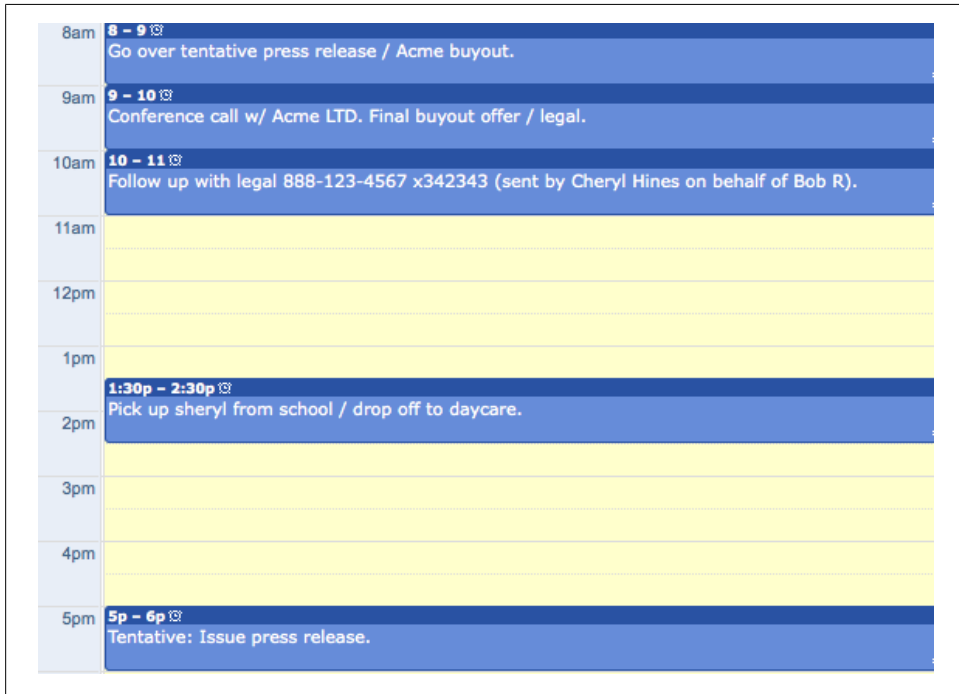 8am
8 – 9
Go over tentative press release / Acme buyout.
9am
9 – 10
Conference call w/ Acme LTD. Final buyout offer / legal.
10am
10 – 11
Follow up with legal 888-123-4567 x342343 (sent by Cheryl Hines on behalf of Bob R).
11am
12pm
1pm
1:30p – 2:30p
Pick up sheryl from school / drop off to daycare.
2pm
3pm
4pm
5pm
5p – 6p
Tentative: Issue press release.